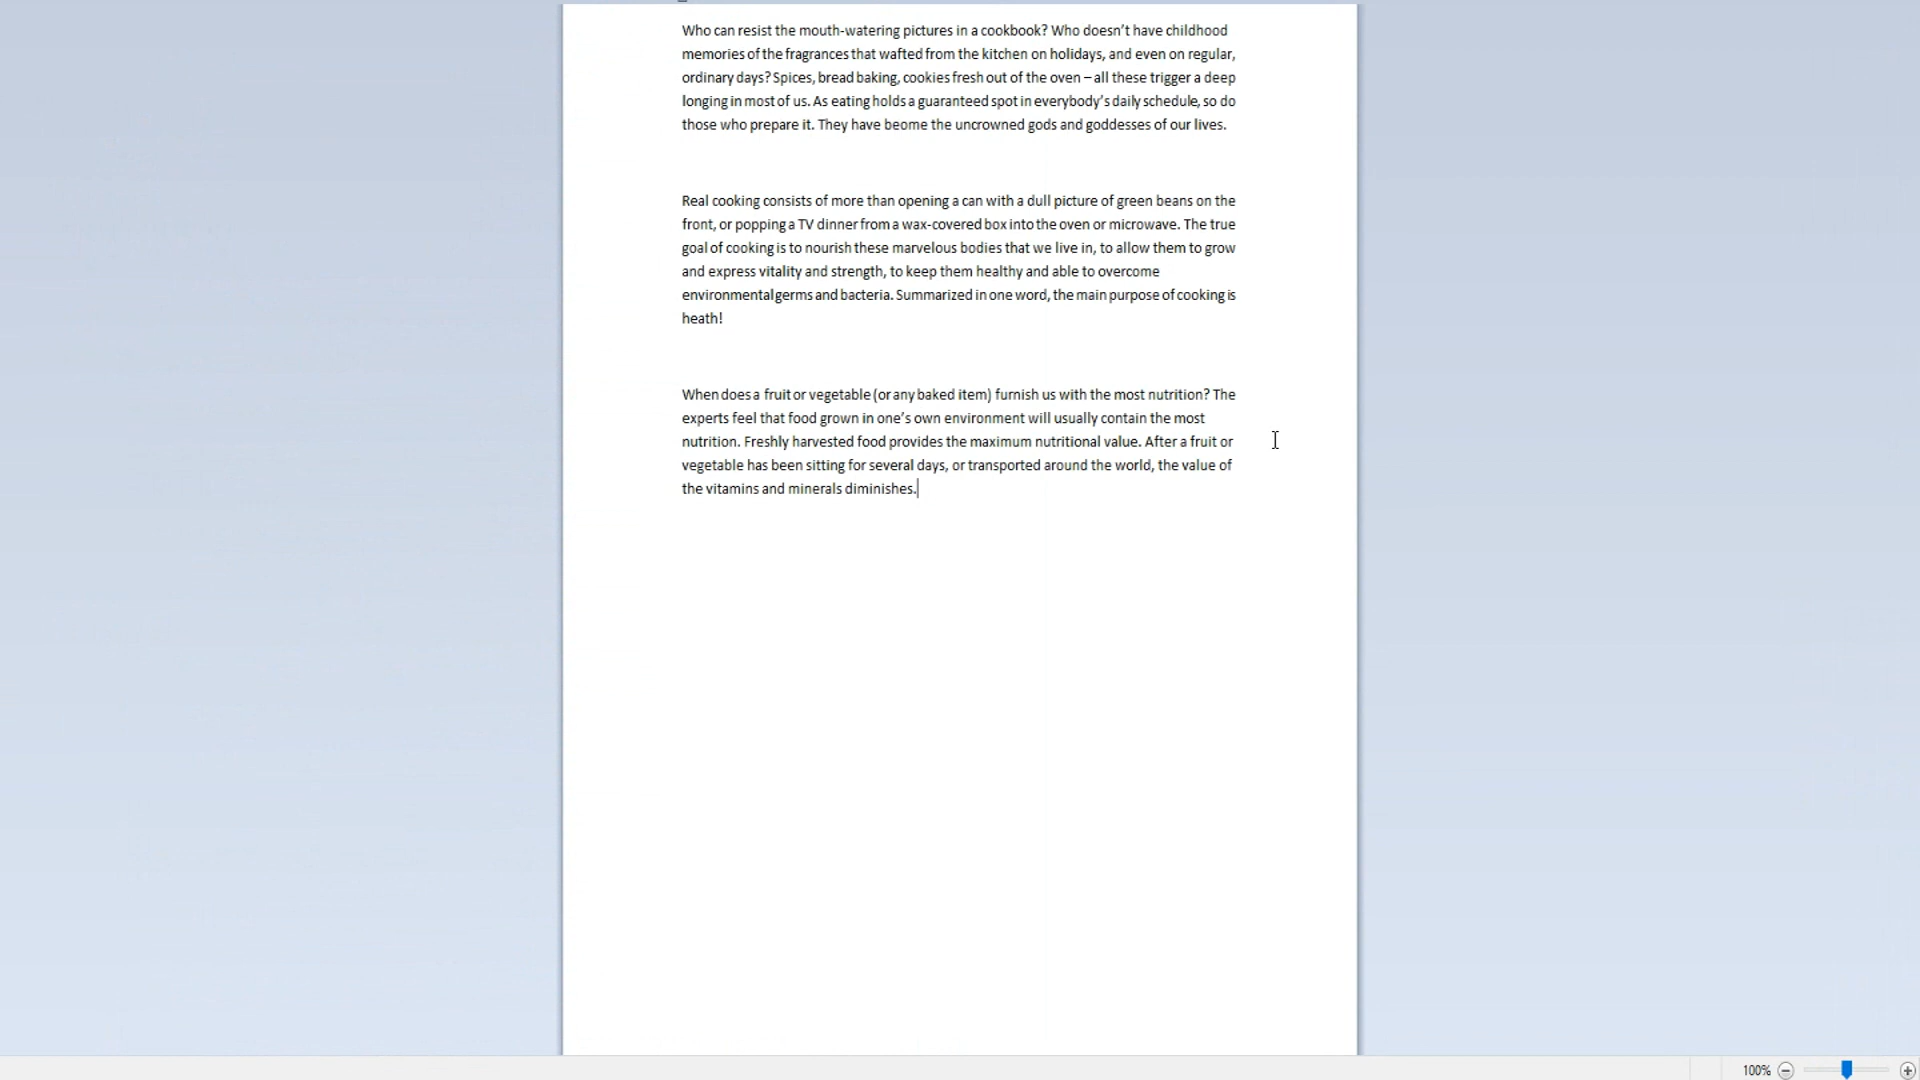 Who can resist the mouth-watering pictures in a cookbook? Who doesn’t have childhood
memories of the fragrances that wafted from the kitchen on holidays, and even on regular,
ordinary days? Spices, bread baking, cookies fresh out of the oven – all these trigger a deep
longing in most of us. As eating holds a guaranteed spot in everybody’s daily schedule, so do
those who prepare it. They have beome the uncrowned gods and goddesses of our lives.
Real cooking consists of more than opening a can with a dull picture of green beans on the
front, or popping a TV dinner from a wax-covered box into the oven or microwave. The true
goal of cooking is to nourish these marvelous bodies that we live in, to allow them to grow
and express vitality and strength, to keep them healthy and able to overcome
environmental germs and bacteria. Summarized in one word, the main purpose of cooking is
heath!
When does a fruit or vegetable (or any baked item) furnish us with the most nutrition? The
experts feel that food grown in one’s own environment will usually contain the most
nutrition. Freshly harvested food provides the maximum nutritional value. After a fruit or
vegetable has been sitting for several days, or transported around the world, the value of
the vitamins and minerals diminishes.
100%